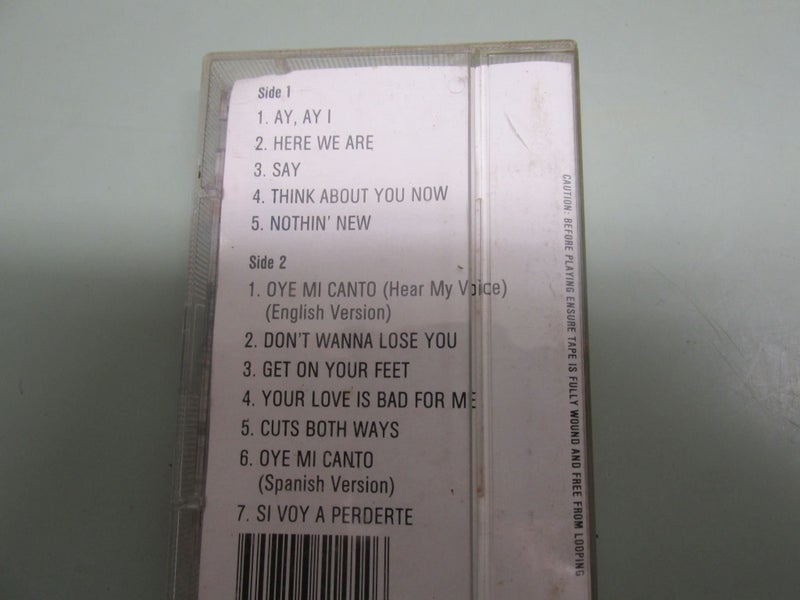 Side 1
1. AY, AY I
2. HERE WE ARE
3. SAY
4. THINK ABOUT YOU NOW
5. NOTHIN' NEW
Side 2
1. OYE MI CANTO (Hear My Voice)
(English Version)
2. DON'T WANNA LOSE YOU
3. GET ON YOUR FEET
4. YOUR LOVE IS BAD FOR ME
5. CUTS BOTH WAYS
6. OYE MI CANTO
(Spanish Version)
7. SI VOY A PERDERTE
CAUTION: BEFORE PLAYING ENSURE TAPE IS FULLY WOUND AND FREE FROM LOOPING